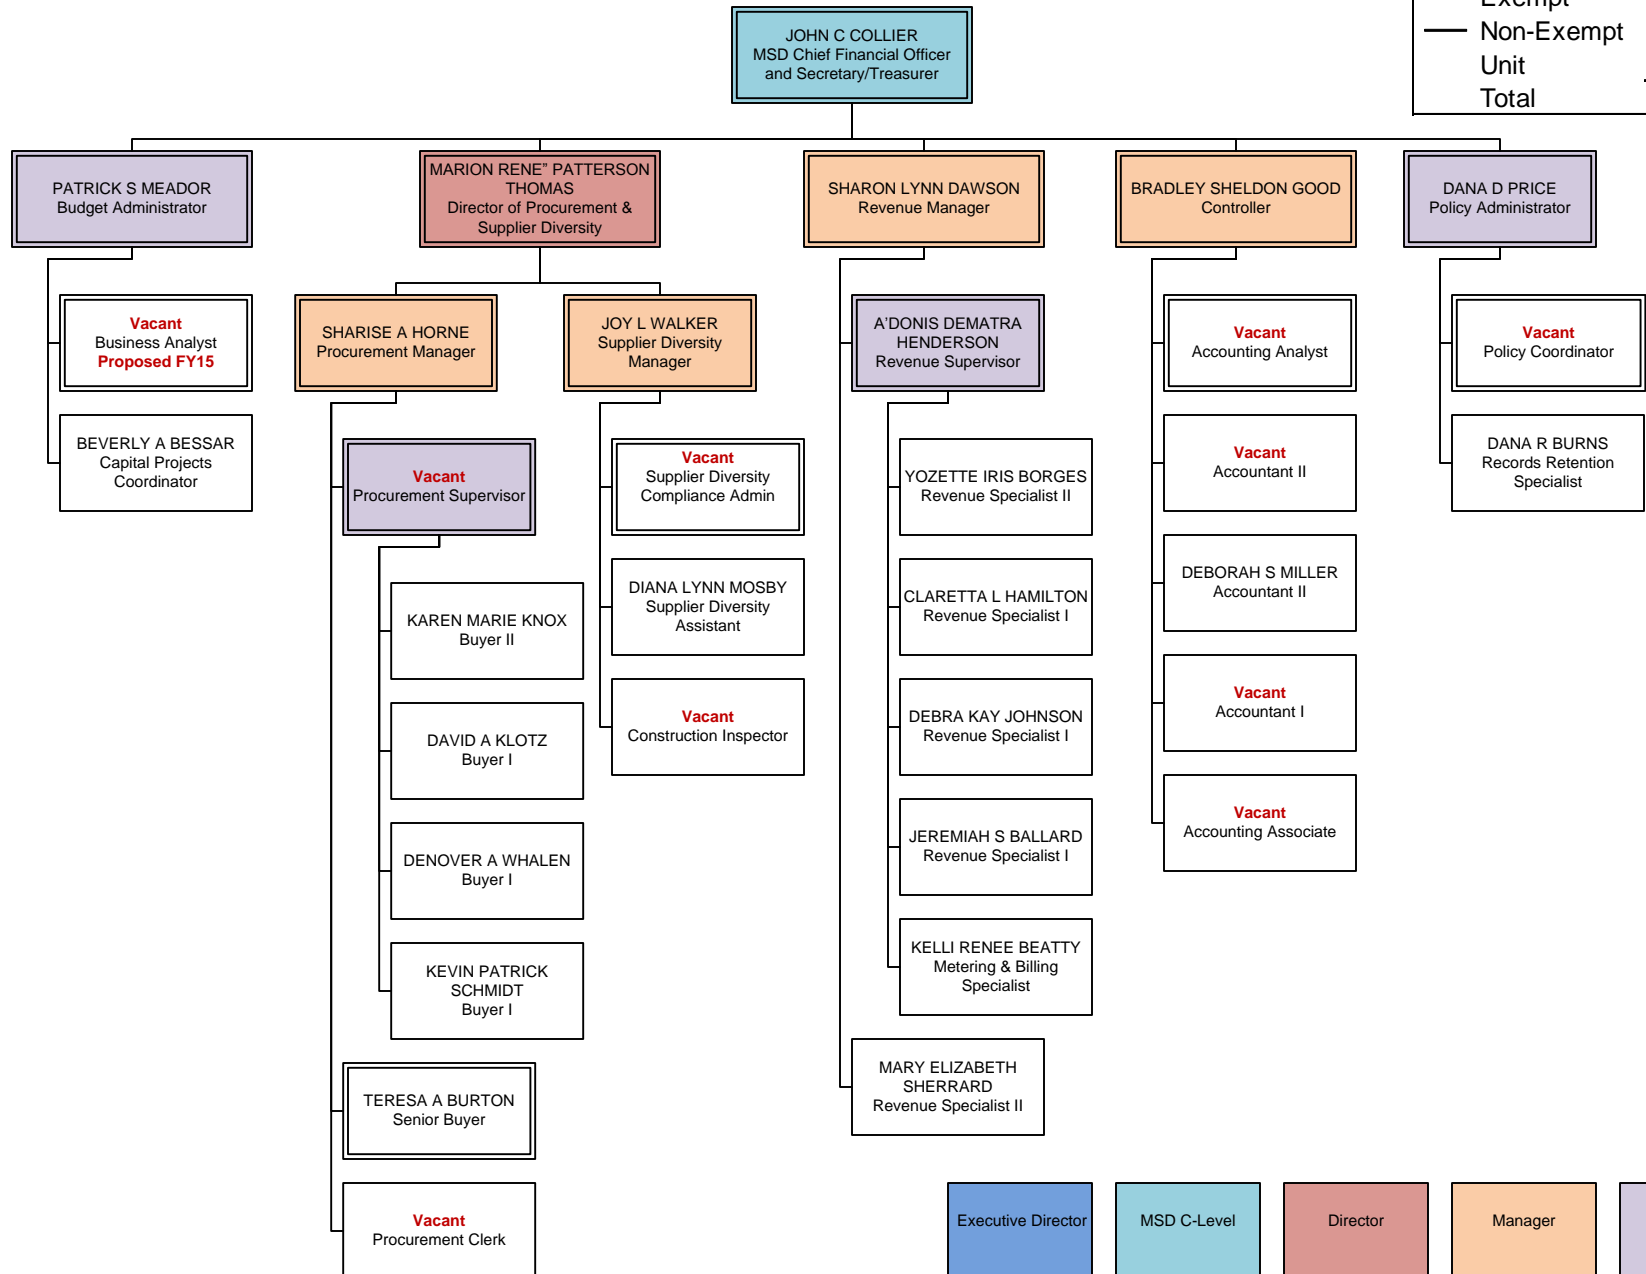 JOHN C COLLIER
MSD Chief Financial Officer
and Secretary/Treasurer
Exempt
Non-Exempt
Unit
Total
PATRICK S MEADOR
Budget Administrator
MARION RENE” PATTERSON
THOMAS
Director of Procurement &
Supplier Diversity
SHARON LYNN DAWSON
Revenue Manager
BRADLEY SHELDON GOOD
Controller
DANA D PRICE
Policy Administrator
Vacant
Business Analyst
Proposed FY15
BEVERLY A BESSAR
Capital Projects
Coordinator
SHARISE A HORNE
Procurement Manager
Vacant
Procurement Supervisor
KAREN MARIE KNOX
Buyer II
DAVID A KLOTZ
Buyer I
DENOVER A WHALEN
Buyer I
KEVIN PATRICK
SCHMIDT
Buyer I
TERESA A BURTON
Senior Buyer
Vacant
Procurement Clerk
JOY L WALKER
Supplier Diversity
Manager
Vacant
Supplier Diversity
Compliance Admin
DIANA LYNN MOSBY
Supplier Diversity
Assistant
Vacant
Construction Inspector
A'DONIS DEMATRA
HENDERSON
Revenue Supervisor
YOZETTE IRIS BORGES
Revenue Specialist II
CLARETTA L HAMILTON
Revenue Specialist I
DEBRA KAY JOHNSON
Revenue Specialist I
JEREMIAH S BALLARD
Revenue Specialist I
KELLI RENEE BEATTY
Metering & Billing
Specialist
MARY ELIZABETH
SHERRARD
Revenue Specialist II
Vacant
Accounting Analyst
Vacant
Accountant II
DEBORAH S MILLER
Accountant II
Vacant
Accountant I
Vacant
Accounting Associate
Vacant
Policy Coordinator
DANA R BURNS
Records Retention
Specialist
Executive Director
MSD C-Level
Director
Manager